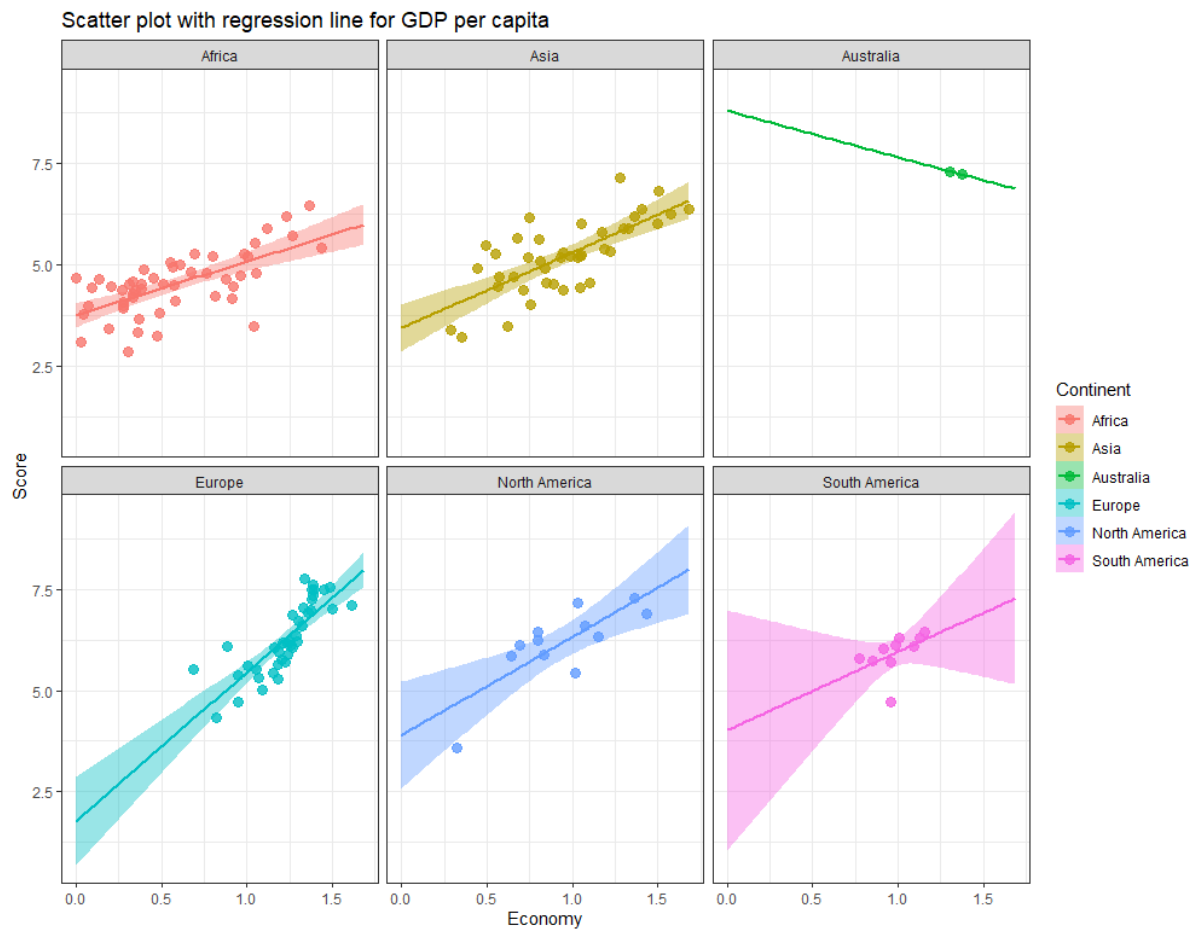 Scatter plot with regression line for GDP per capita
Africa
Asia
Australia
7.5
5.0
2.5
Score
Europe
North America
South America
7.5
5.0
2.5
0.0 0.5 1.0 1.5 0.0 0.5 1.0 1.5 0.0 0.5 1.0 1.5
Economy
Continent
Africa
Asia
Australia
Europe
North America
South America